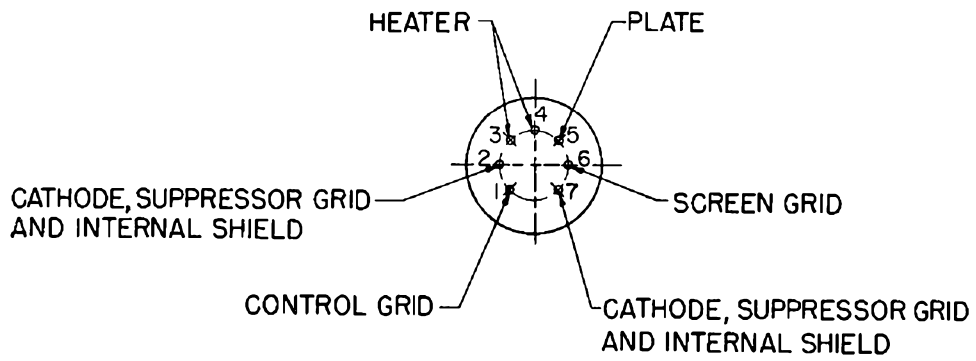 HEATER
PLATE
4
3
5
2
6
CATHODE, SUPPRESSOR GRID
AND INTERNAL SHIELD
1
7
SCREEN GRID
CONTROL GRID
CATHODE, SUPPRESSOR GRID
AND INTERNAL SHIELD